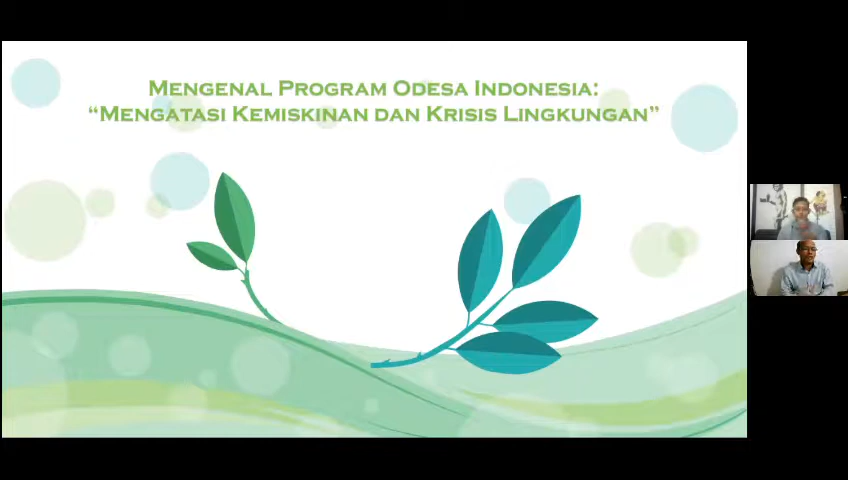 Mengenal Program Odesa Indonesia:
“Mengatasi Kemiskinan dan Krisis Lingkungan”